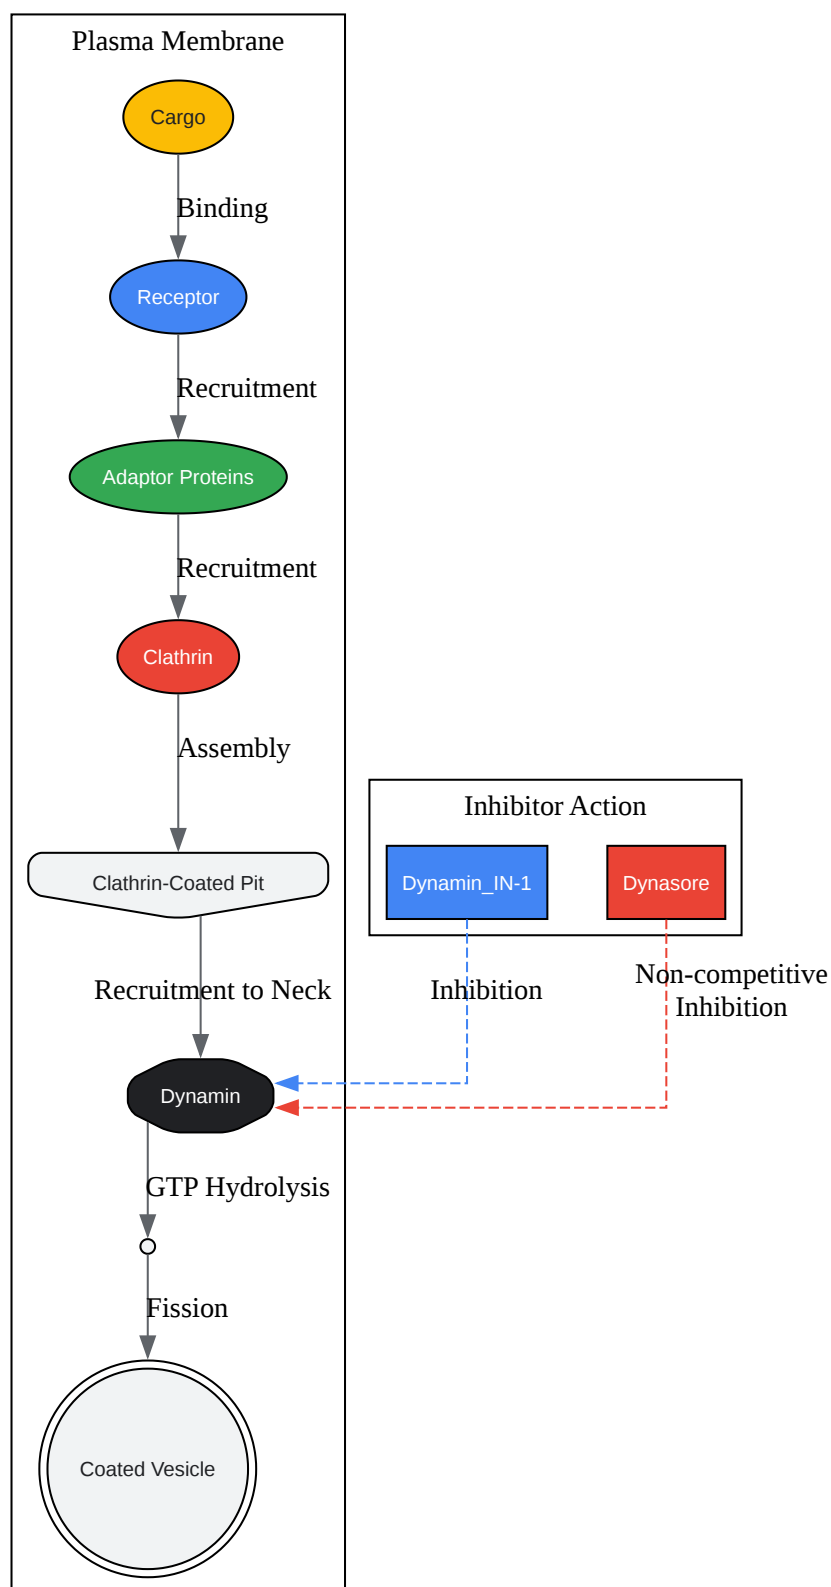 Plasma Membrane
Cargo
Binding
Receptor
Recruitment
Adaptor Proteins
Recruitment
Clathrin
Assembly
Clathrin-Coated Pit
Recruitment to Neck
Dynamin
GTP Hydrolysis
Fission
Coated Vesicle
Inhibitor Action
Dynamin_IN-1
Dynasore
Inhibition
Non-competitive
Inhibition